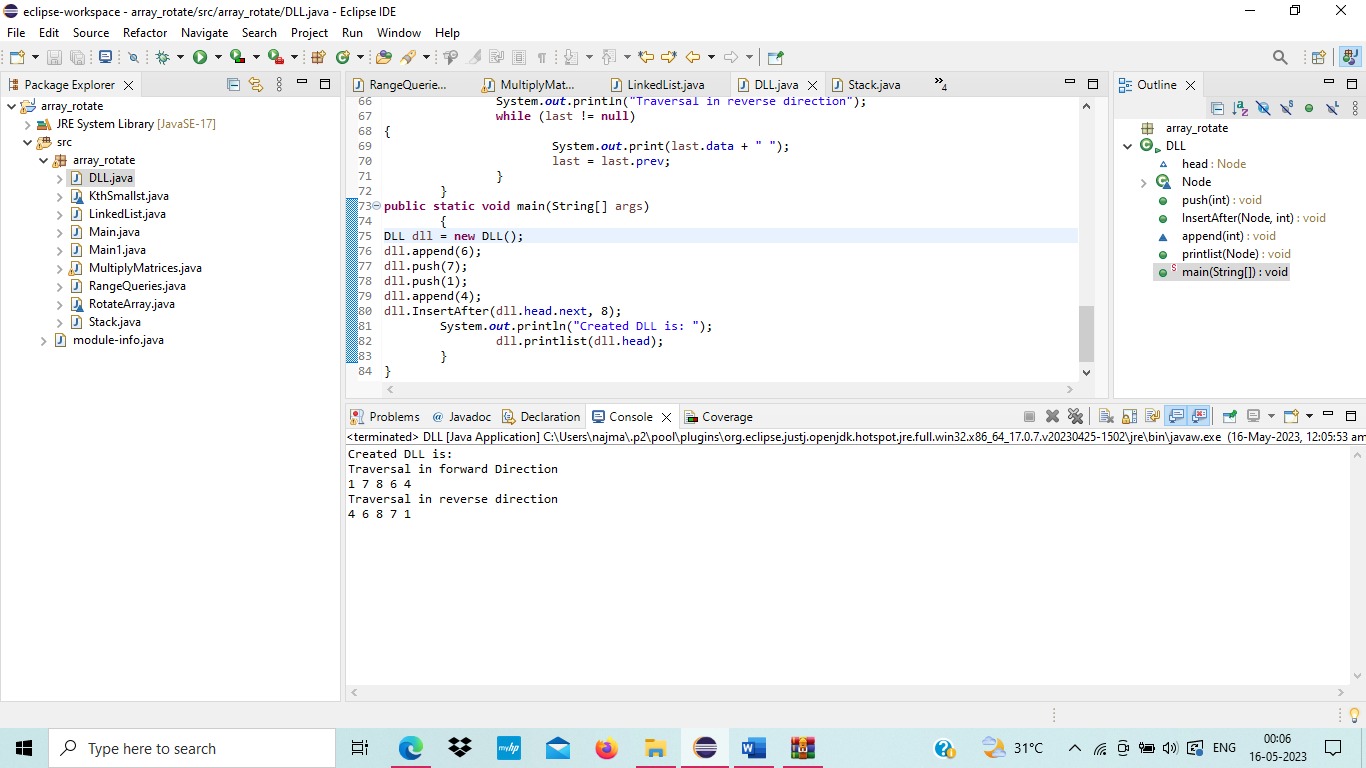 eclipse-workspace - array_rotate/src/array_rotate/DLL.java - Eclipse IDE
File Edit Source Refactor Navigate Search Project Run Window Help
Package Explorer
array_rotate
JRE System Library [JavaSE-17]
src
array_rotate
DLL.java
KthSmallst.java
LinkedList.java
Main.java
Main1.java
MultiplyMatrices.java
RangeQueries.java
RotateArray.java
Stack.java
module-info.java
RangeQuerie... MultiplyMat... LinkedList.java DLL.java Stack.java »4
66 System.out.println("Traversal in reverse direction");
67 while (last != null)
68 {
69 System.out.print(last.data + " ");
70 last = last.prev;
71 }
72 }
73 public static void main(String[] args)
74 {
75 DLL dll = new DLL();
76 dll.append(6);
77 dll.push(7);
78 dll.push(1);
79 dll.append(4);
80 dll.InsertAfter(dll.head.next, 8);
81 System.out.println("Created DLL is: ");
82 dll.printlist(dll.head);
83 }
84 }
Outline
array_rotate
DLL
head : Node
Node
push(int) : void
InsertAfter(Node, int) : void
append(int) : void
printlist(Node) : void
main(String[]) : void
Problems Javadoc Declaration Console Coverage
<terminated> DLL [Java Application] C:\Users\najma\.p2\pool\plugins\org.eclipse.justj.openjdk.hotspot.jre.full.win32.x86_64_17.0.7.v20230425-1502\jre\bin\javaw.exe (16-May-2023, 12:05:53 am
Created DLL is:
Traversal in forward Direction
1 7 8 6 4
Traversal in reverse direction
4 6 8 7 1
Type here to search
myhp
31°C
ENG
00:06
16-05-2023